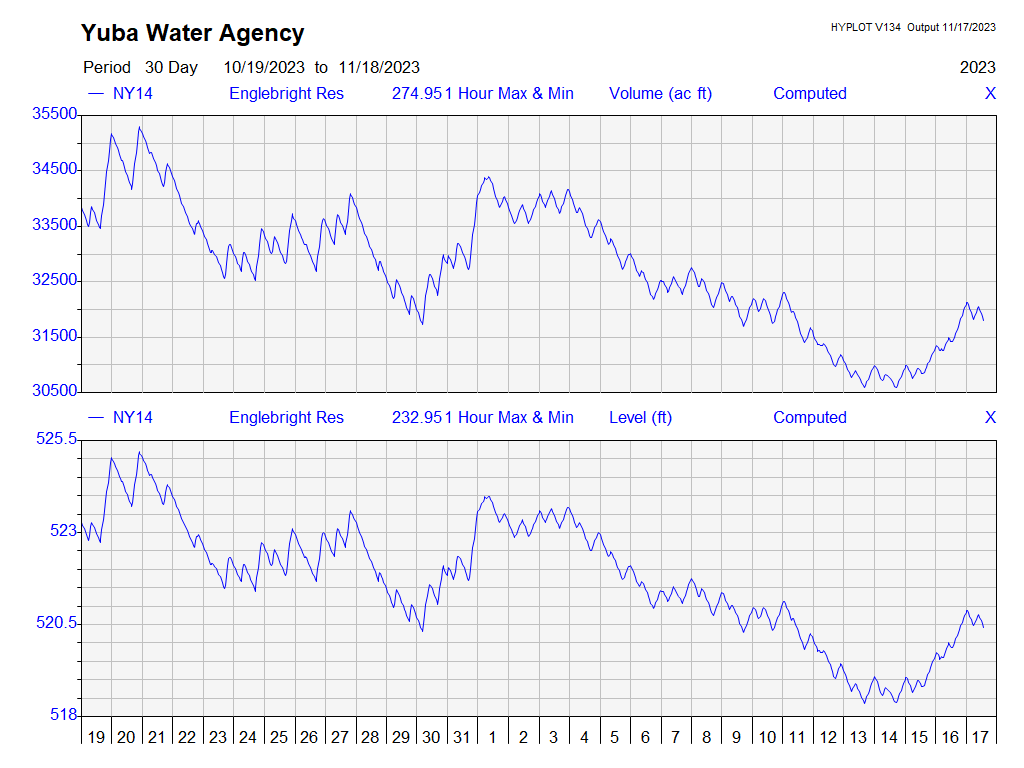 Yuba Water Agency
HYPLOT V134 Output 11/17/2023
Period 30 Day 10/19/2023 to 11/18/2023 2023
— NY14 Englebright Res 274.951 Hour Max & Min Volume (ac ft) Computed X
35500
34500
33500
32500
31500
30500
— NY14 Englebright Res 232.951 Hour Max & Min Level (ft) Computed X
525.5
523
520.5
518
19 20 21 22 23 24 25 26 27 28 29 30 31 1 2 3 4 5 6 7 8 9 10 11 12 13 14 15 16 17